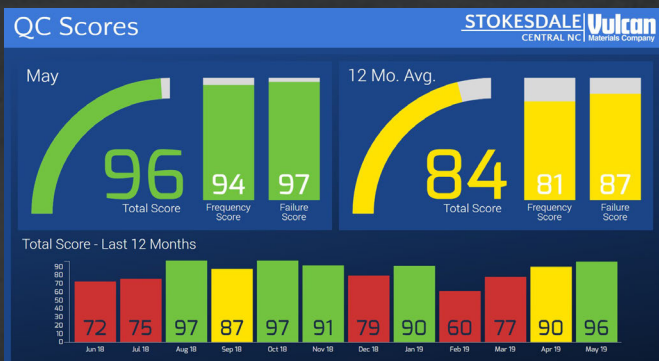 QC Scores
STOKESDALE
CENTRAL NC
Vulcan
Materials Company
May
96
Total Score
94
Frequency
Score
97
Failure
Score
12 Mo. Avg.
84
Total Score
81
Frequency
Score
87
Failure
Score
Total Score - Last 12 Months
90
80
70
60
50
40
30
20
10
0
72 75 97 87 97 91 79 90 60 77 90 96
Jun 18 Jul 18 Aug 18 Sep 18 Oct 18 Nov 18 Dec 18 Jan 19 Feb 19 Mar 19 Apr 19 May 19